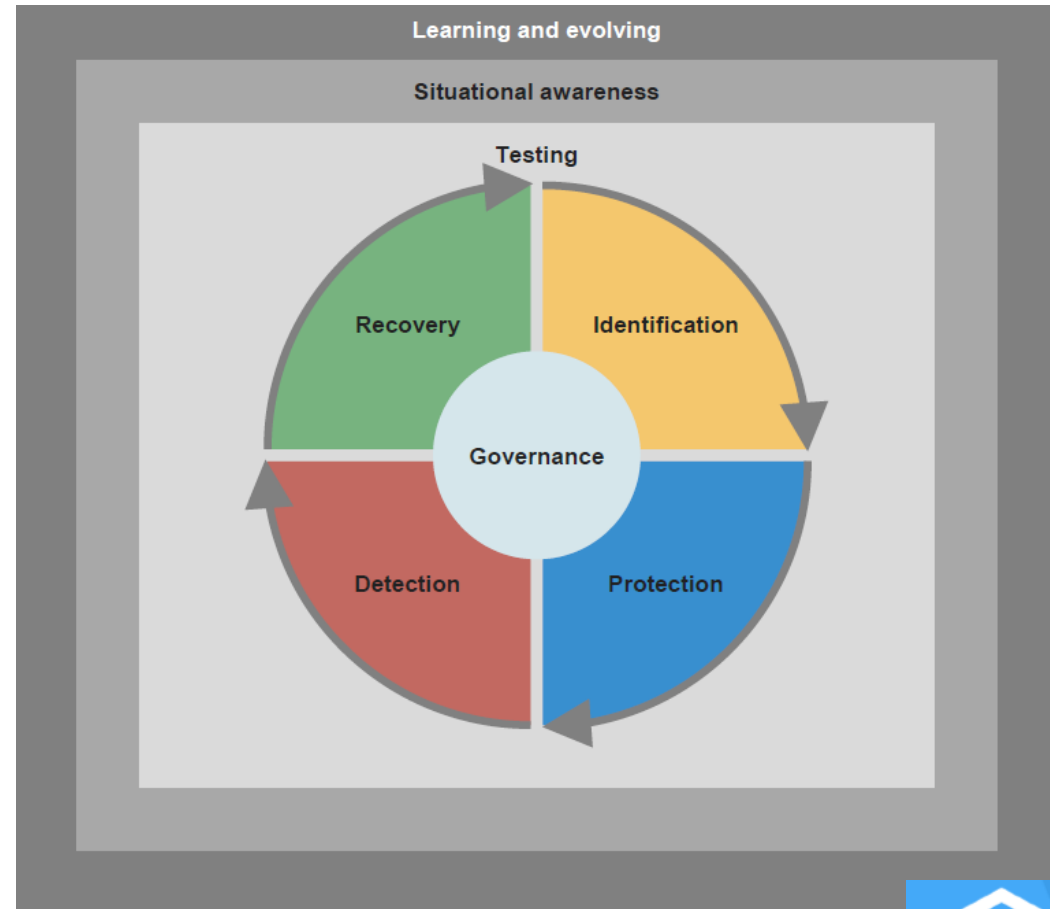 Learning and evolving
Situational awareness
Testing
Recovery
Identification
Governance
Detection
Protection